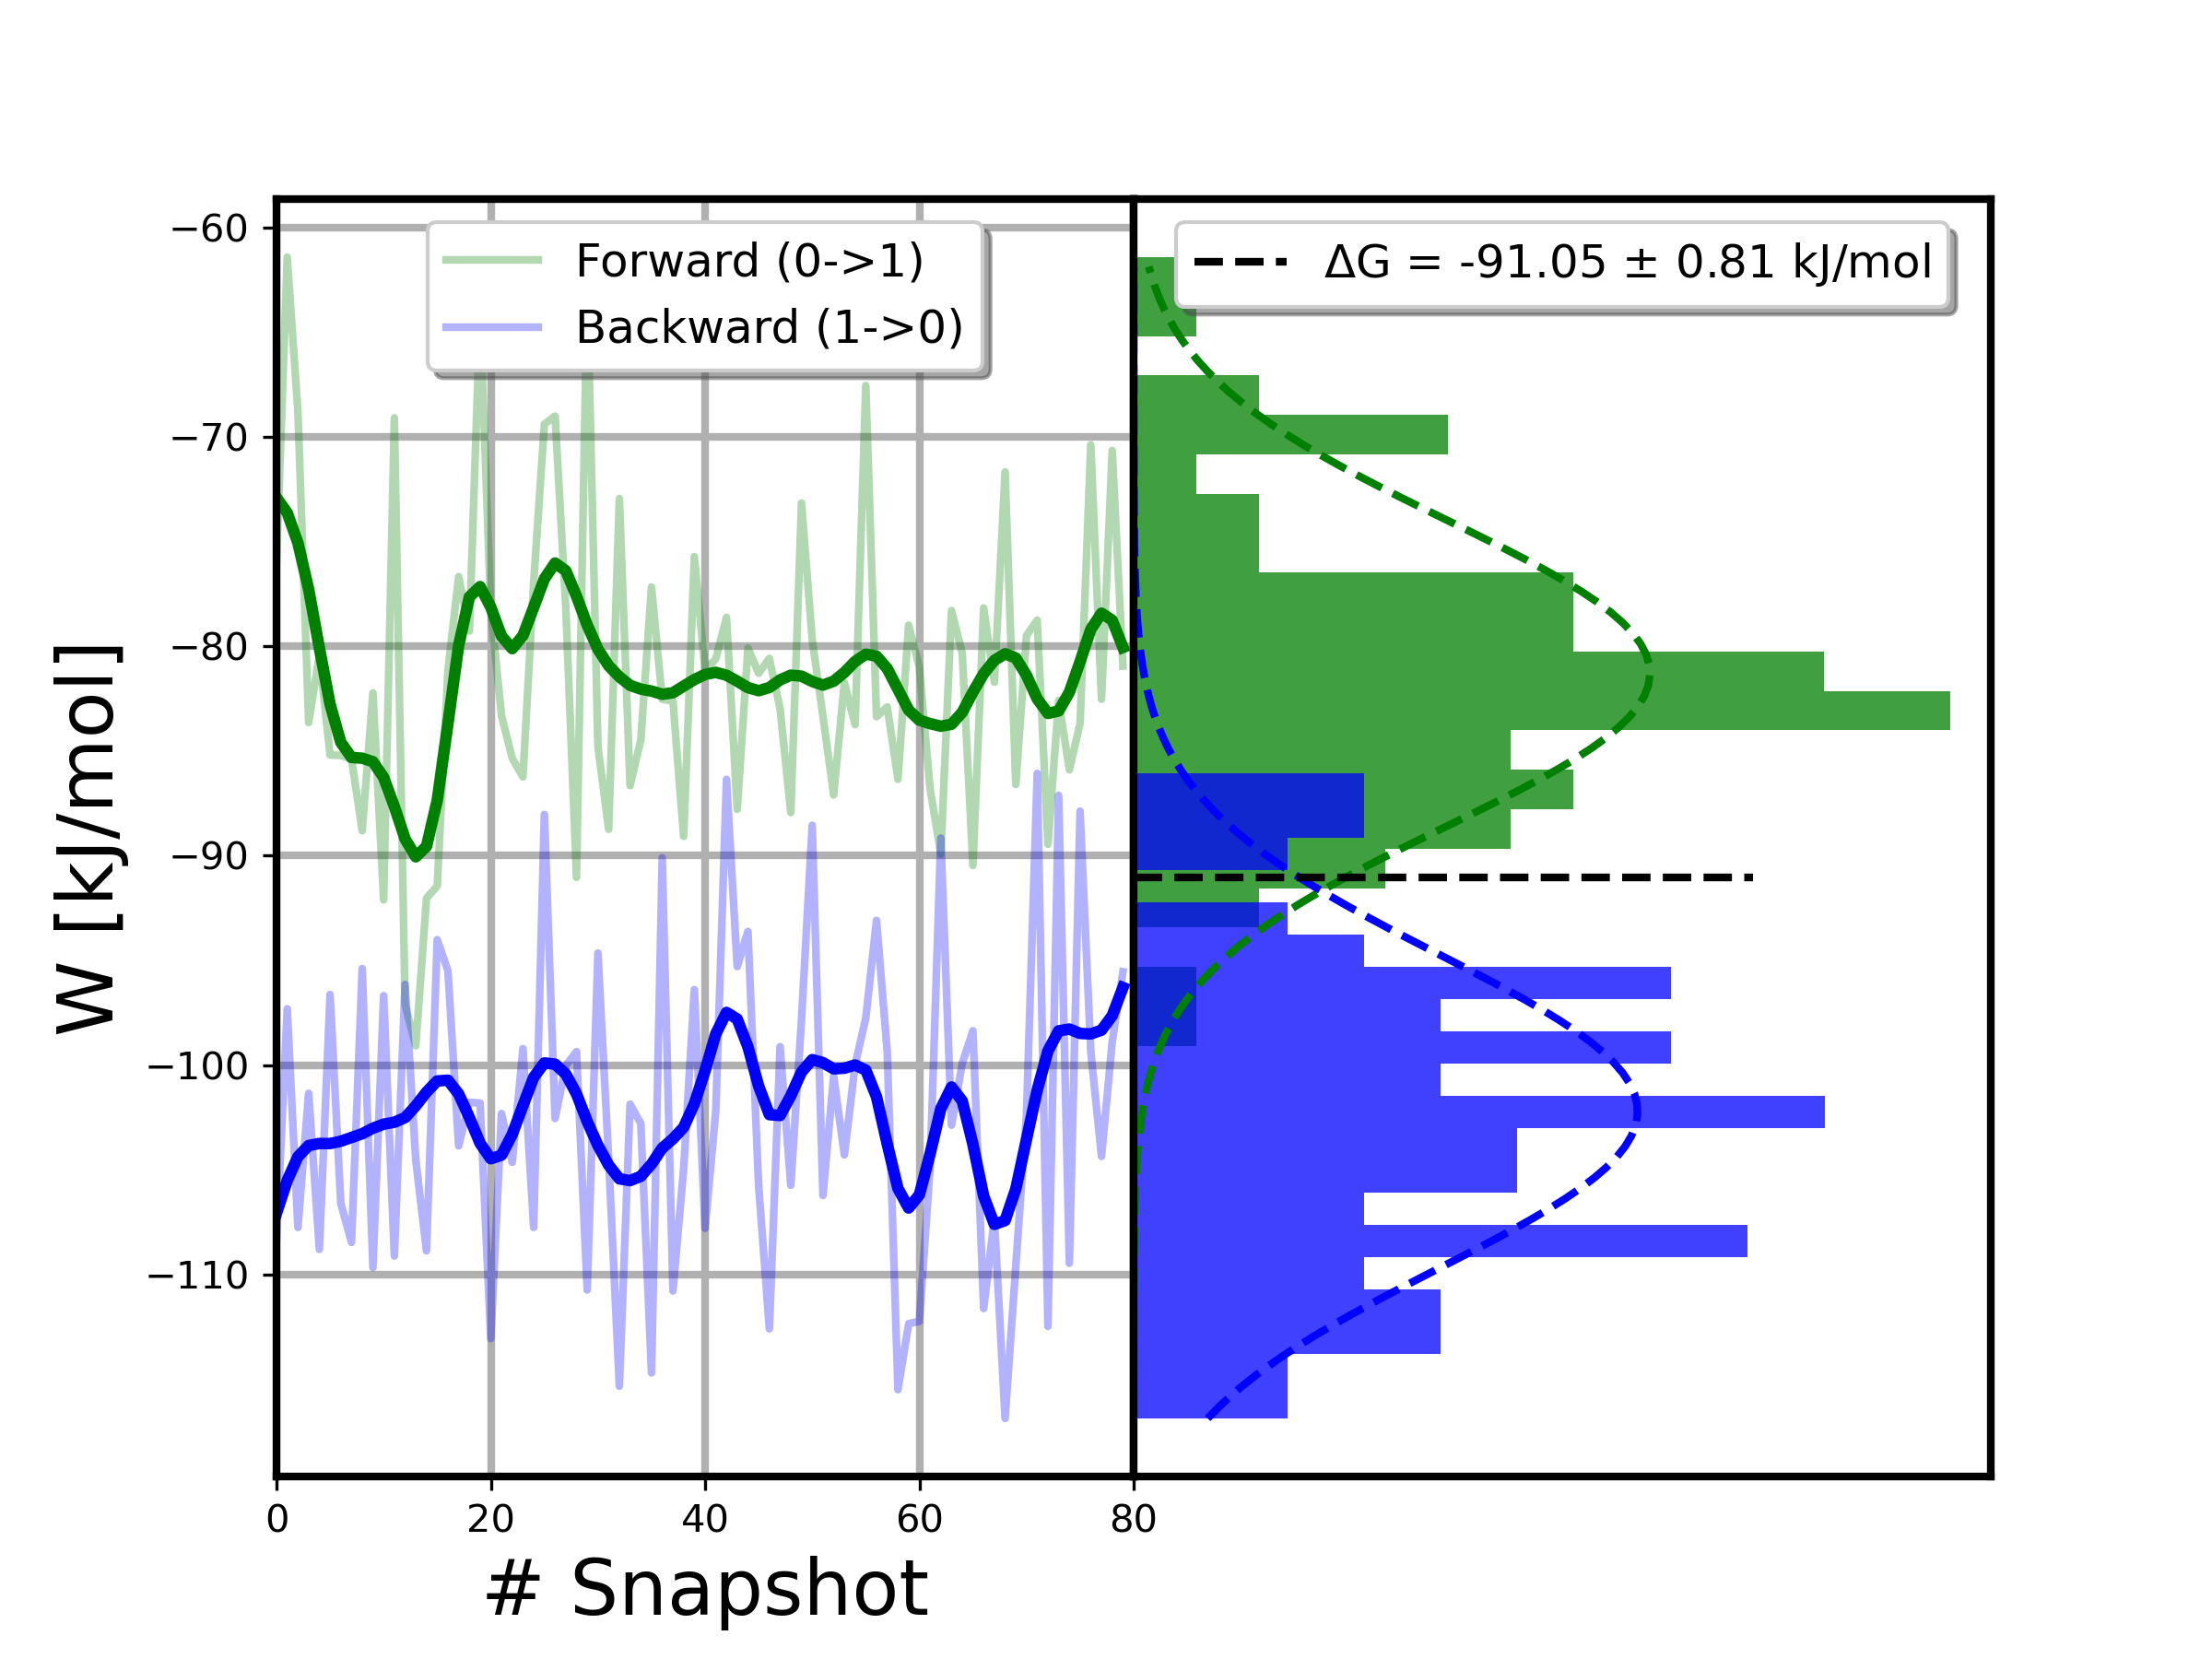 Forward (0->1)
Backward (1->0)
ΔG = -91.05 ± 0.81 kJ/mol
W [kJ/mol]
−60
−70
−80
−90
−100
−110
0 20 40 60 80
# Snapshot